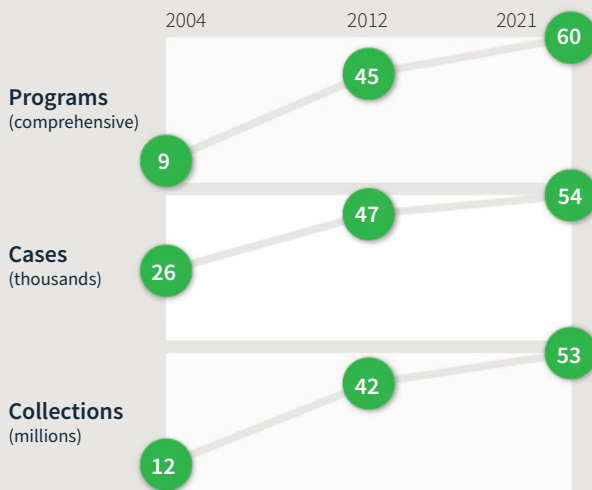 2004 2012 2021
Programs
(comprehensive)
9 45 60
Cases
(thousands)
26 47 54
Collections
(millions)
12 42 53